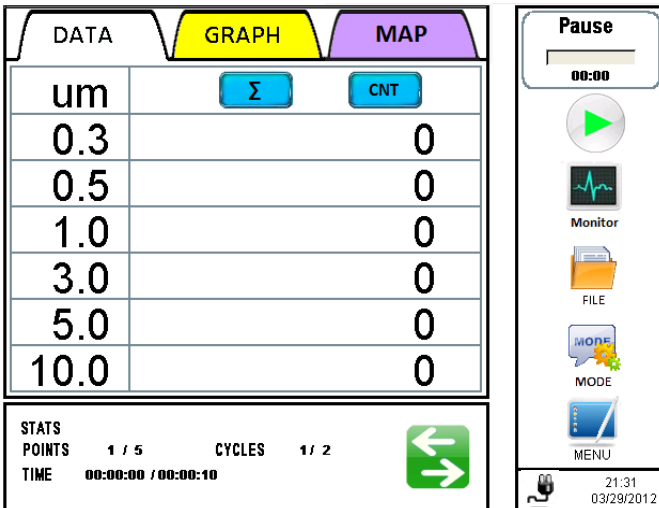 DATA GRAPH MAP
um Σ CNT
0.3 0
0.5 0
1.0 0
3.0 0
5.0 0
10.0 0
STATS
POINTS 1 / 5 CYCLES 1/ 2
TIME 00:00:00 / 00:00:10
Pause
00:00
Monitor
FILE
MODE
MODE
MENU
21:31
03/29/2012